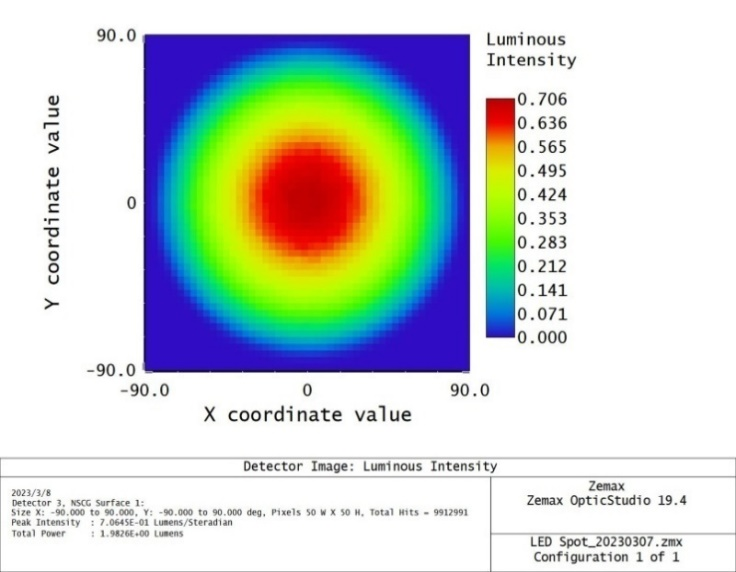 90.0
0
-90.0
Y coordinate value
-90.0 0 90.0
X coordinate value
Luminous
Intensity
0.706
0.636
0.565
0.495
0.424
0.353
0.283
0.212
0.141
0.071
0.000
Detector Image: Luminous Intensity
2023/3/8
Detector 3, NSCG Surface 1:
Size X: -90.000 to 90.000, Y: -90.000 to 90.000 deg, Pixels 50 W X 50 H, Total Hits = 9912991
Peak Intensity : 7.0645E-01 Lumens/Steradian
Total Power : 1.9826E+00 Lumens
Zemax
Zemax OpticStudio 19.4
LED Spot_20230307.zmx
Configuration 1 of 1